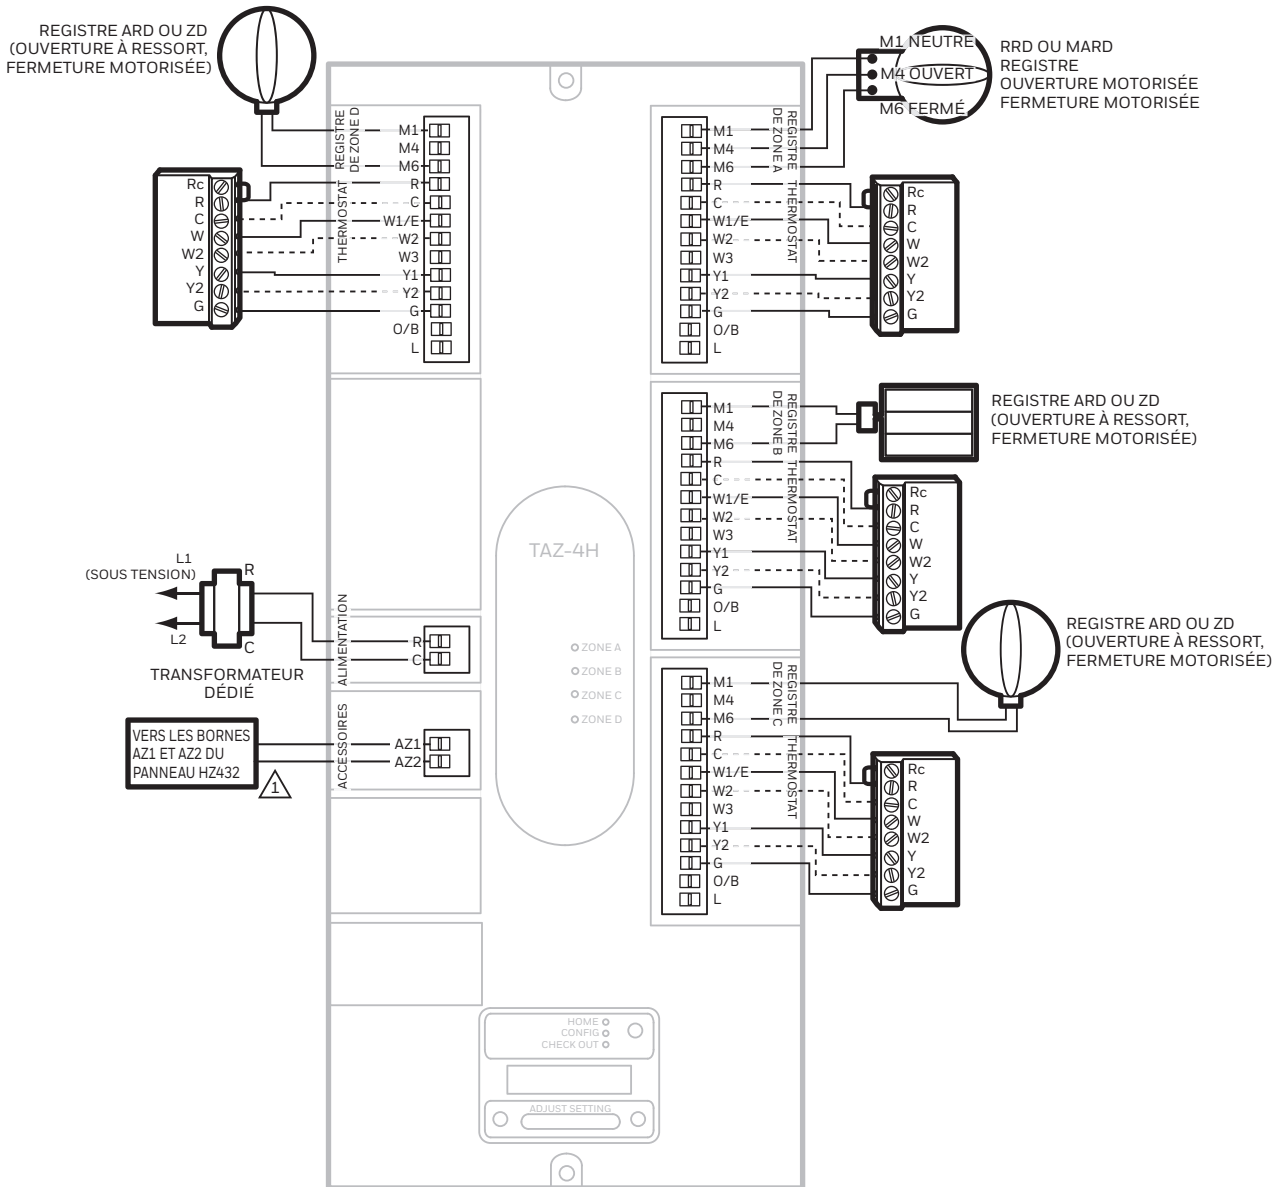 REGISTRE ARD OU ZD
(OUVERTURE À RESSORT,
FERMETURE MOTORISÉE)
M1 NEUTRE
M4 OUVERT
M6 FERMÉ
RRD OU MARD
REGISTRE
OUVERTURE MOTORISÉE
FERMETURE MOTORISÉE
REGISTRE
DE ZONE D
THERMOSTAT
M1
M4
M6
R
C
W1/E
W2
W3
Y1
Y2
G
O/B
L
Rc
R
C
W
W2
Y
Y2
G
M1
M4
M6
R
C
W1/E
W2
W3
Y1
Y2
G
O/B
L
REGISTRE
DE ZONE A
THERMOSTAT
Rc
R
C
W
W2
Y
Y2
G
M1
M4
M6
R
C
W1/E
W2
W3
Y1
Y2
G
O/B
L
REGISTRE
DE ZONE B
THERMOSTAT
REGISTRE ARD OU ZD
(OUVERTURE À RESSORT,
FERMETURE MOTORISÉE)
Rc
R
C
W
W2
Y
Y2
G
TAZ-4H
ZONE A
ZONE B
ZONE C
ZONE D
L1
(SOUS TENSION)
L2
R
C
TRANSFORMATEUR
DÉDIÉ
ALIMENTATION
R
C
VERS LES BORNES
AZ1 ET AZ2 DU
PANNEAU HZ432
1
ACCESSOIRES
AZ1
AZ2
REGISTRE ARD OU ZD
(OUVERTURE À RESSORT,
FERMETURE MOTORISÉE)
M1
M4
M6
R
C
W1/E
W2
W3
Y1
Y2
G
O/B
L
REGISTRE
DE ZONE C
THERMOSTAT
Rc
R
C
W
W2
Y
Y2
G
HOME
CONFIG
CHECK OUT
ADJUST SETTING